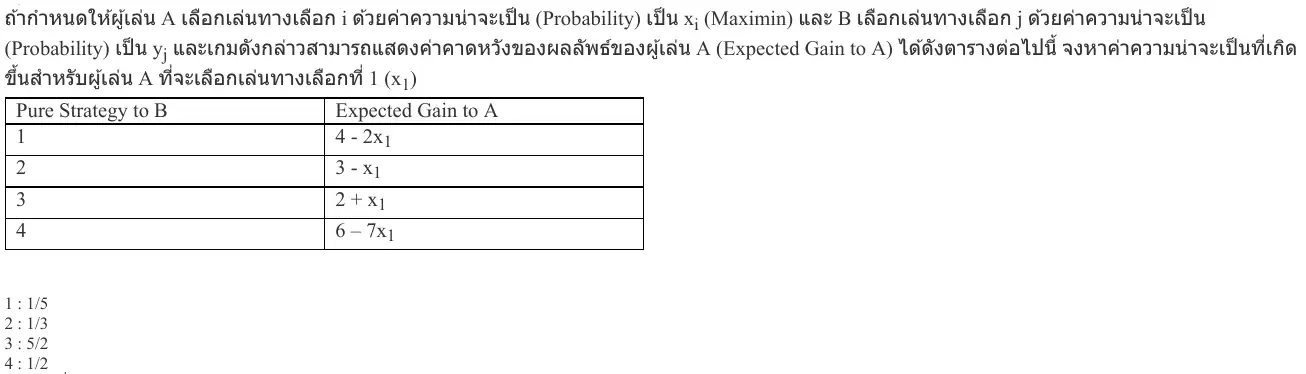 ถ้ากำหนดให้ผู้เล่น A เลือกเล่นทางเลือก i ด้วยค่าความน่าจะเป็น (Probability) เป็น xi (Maximin) และ B เลือกเล่นทางเลือก j ด้วยค่าความน่าจะเป็น
(Probability) เป็น yj และเกมดังกล่าวสามารถแสดงค่าคาดหวังของผลลัพธ์ของผู้เล่น A (Expected Gain to A) ได้ดังตารางต่อไปนี้ จงหาค่าความน่าจะเป็นที่เกิด
ขึ้นสำหรับผู้เล่น A ที่จะเลือกเล่นทางเลือกที่ 1 (x1)
Pure Strategy to B Expected Gain to A
1 4 - 2x1
2 3 - x1
3 2 + x1
4 6 – 7x1
1 : 1/5
2 : 1/3
3 : 5/2
4 : 1/2